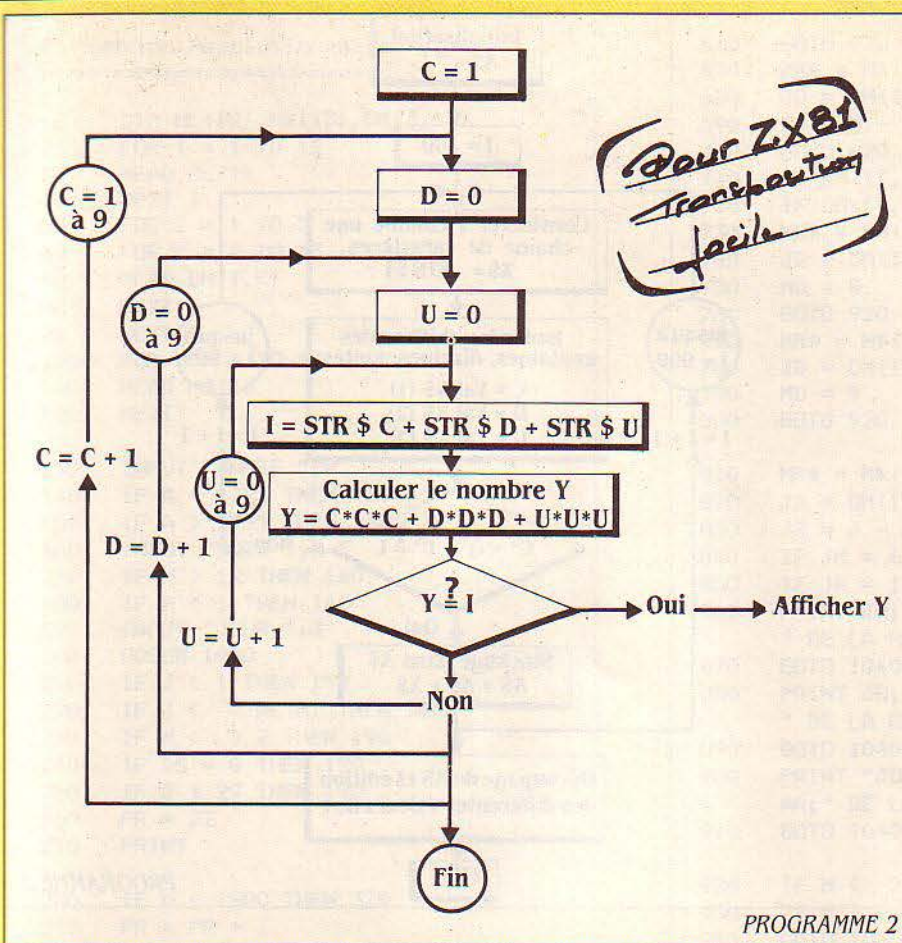 C = 1
Pour ZX81
Transposition
facile
C = 1
à 9
D = 0
D = 0
à 9
U = 0
I = STR $ C + STR $ D + STR $ U
C = C + 1
U = 0
à 9
Calculer le nombre Y
Y = C*C*C + D*D*D + U*U*U
D = D + 1
?
Y = I
Oui
Afficher Y
U = U + 1
Non
Fin
PROGRAMME 2